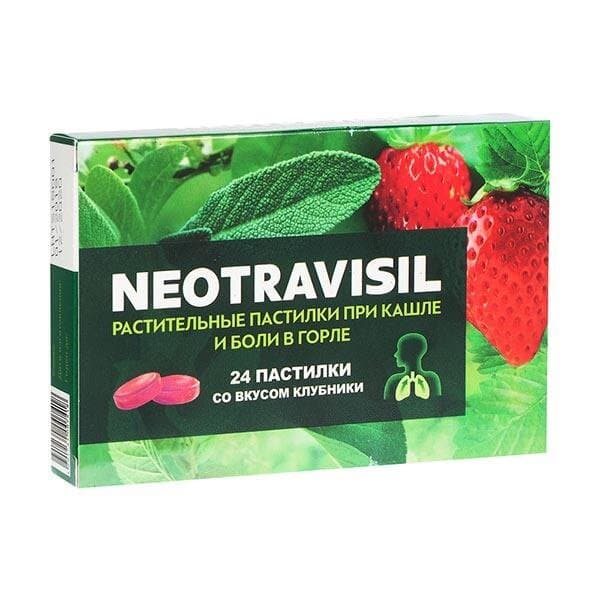 NEOTRAVISIL
РАСТИТЕЛЬНЫЕ ПАСТИЛКИ ПРИ КАШЛЕ
И БОЛИ В ГОРЛЕ
24 ПАСТИЛКИ
СО ВКУСОМ КЛУБНИКИ